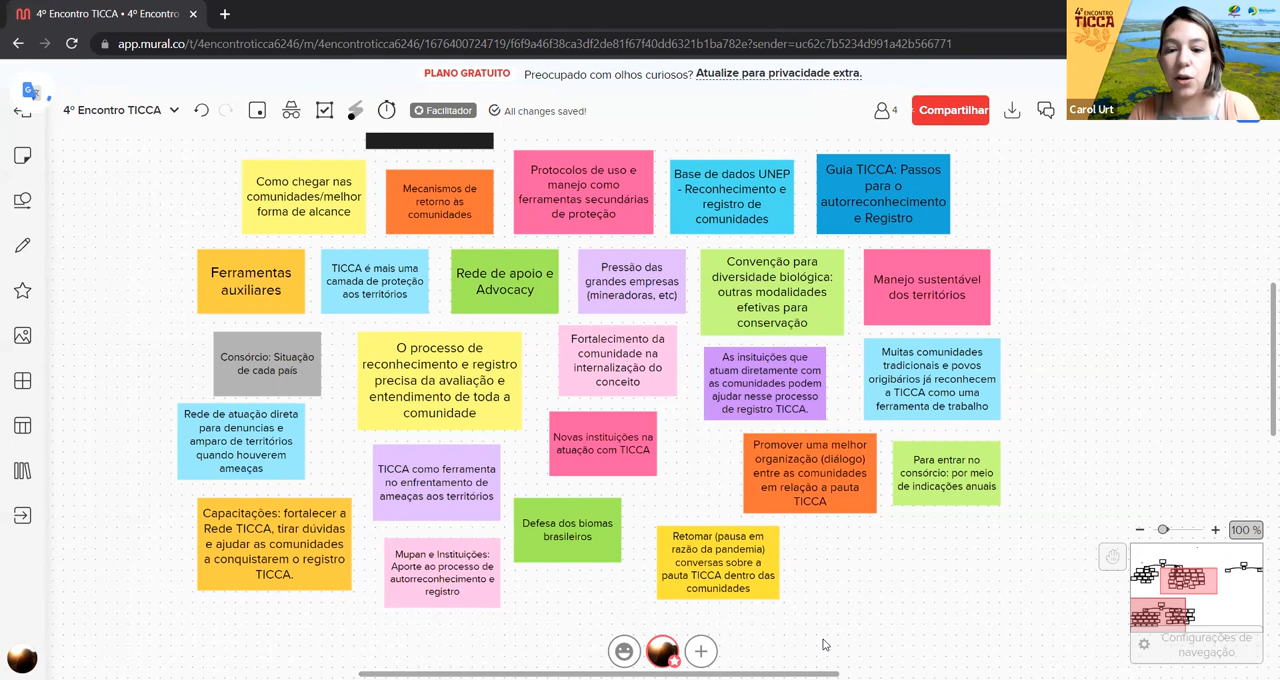 4º Encontro TICCA • 4º Encontro
app.mural.co/t/4encontroticca6246/m/4encontroticca6246/1676400724719/f6f9a46f38ca3df2de81f67f40dd6321b1ba782e?sender=uc62c7b5234d991a42b566771
4º ENCONTRO
TICCA
Carol Urt
PLANO GRATUITO
Preocupado com olhos curiosos? Atualize para privacidade extra.
4º Encontro TICCA
Facilitador
All changes saved!
4
Compartilhar
Como chegar nas
comunidades/melhor
forma de alcance
Mecanismos de
retorno às
comunidades
Protocolos de uso e
manejo como
ferramentas secundárias
de proteção
Base de dados UNEP
- Reconhecimento e
registro de
comunidades
Guia TICCA: Passos
para o
autorreconhecimento
e Registro
Ferramentas
auxiliares
TICCA é mais uma
camada de proteção
aos territórios
Rede de apoio e
Advocacy
Pressão das
grandes empresas
(mineradoras, etc)
Convenção para
diversidade biológica:
outras modalidades
efetivas para
conservação
Manejo sustentável
dos territórios
Consórcio: Situação
de cada país
O processo de
reconhecimento e registro
precisa da avaliação e
entendimento de toda a
comunidade
Fortalecimento da
comunidade na
internalização do
conceito
As insituições que
atuam diretamente com
as comunidades podem
ajudar nesse processo
de registro TICCA.
Muitas comunidades
tradicionais e povos
origibários já reconhecem
a TICCA como uma
ferramenta de trabalho
Rede de atuação direta
para denuncias e
amparo de territórios
quando houverem
ameaças
TICCA como ferramenta
no enfrentamento de
ameaças aos territórios
Novas instituições na
atuação com TICCA
Promover uma melhor
organização (diálogo)
entre as comunidades
em relação a pauta
TICCA
Para entrar no
consórcio: por meio
de indicações anuais
Capacitações: fortalecer a
Rede TICCA, tirar dúvidas
e ajudar as comunidades
a conquistarem o registro
TICCA.
Mupan e Instituições:
Aporte ao processo de
autorreconhecimento e
registro
Defesa dos biomas
brasileiros
Retomar (pausa em
razão da pandemia)
conversas sobre a
pauta TICCA dentro das
comunidades
100 %
Configurações de
navegação